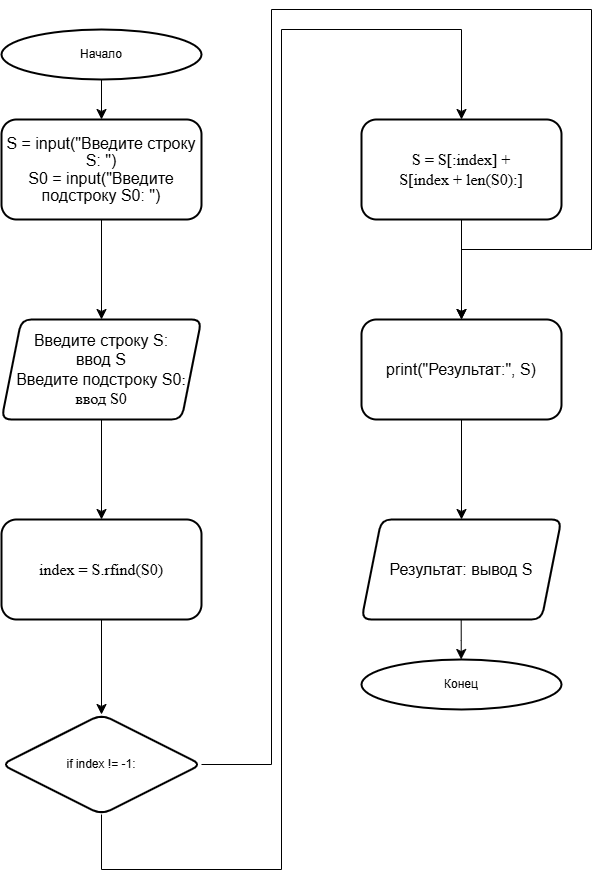 Начало
S = input("Введите строку
S: ")
S0 = input("Введите
подстроку S0: ")
Введите строку S:
ввод S
Введите подстроку S0:
ввод S0
index = S.rfind(S0)
if index != -1:
S = S[:index] +
S[index + len(S0):]
print("Результат:", S)
Результат: вывод S
Конец